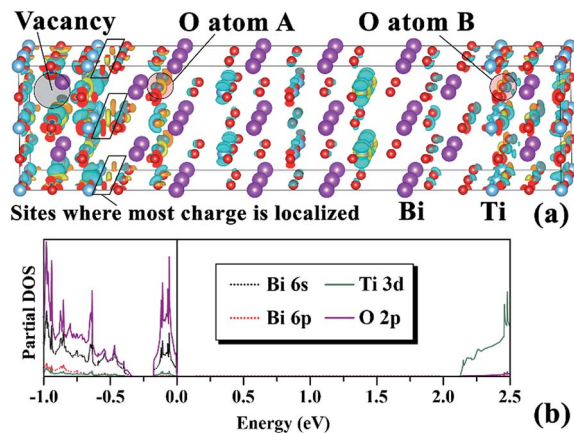 Vacancy
O atom A
O atom B
Sites where most charge is localized
Bi
Ti
(a)
Partial DOS
Bi 6s
Ti 3d
Bi 6p
O 2p
-1.0 -0.5 0.0 0.5 1.0 1.5 2.0 2.5
Energy (eV)
(b)